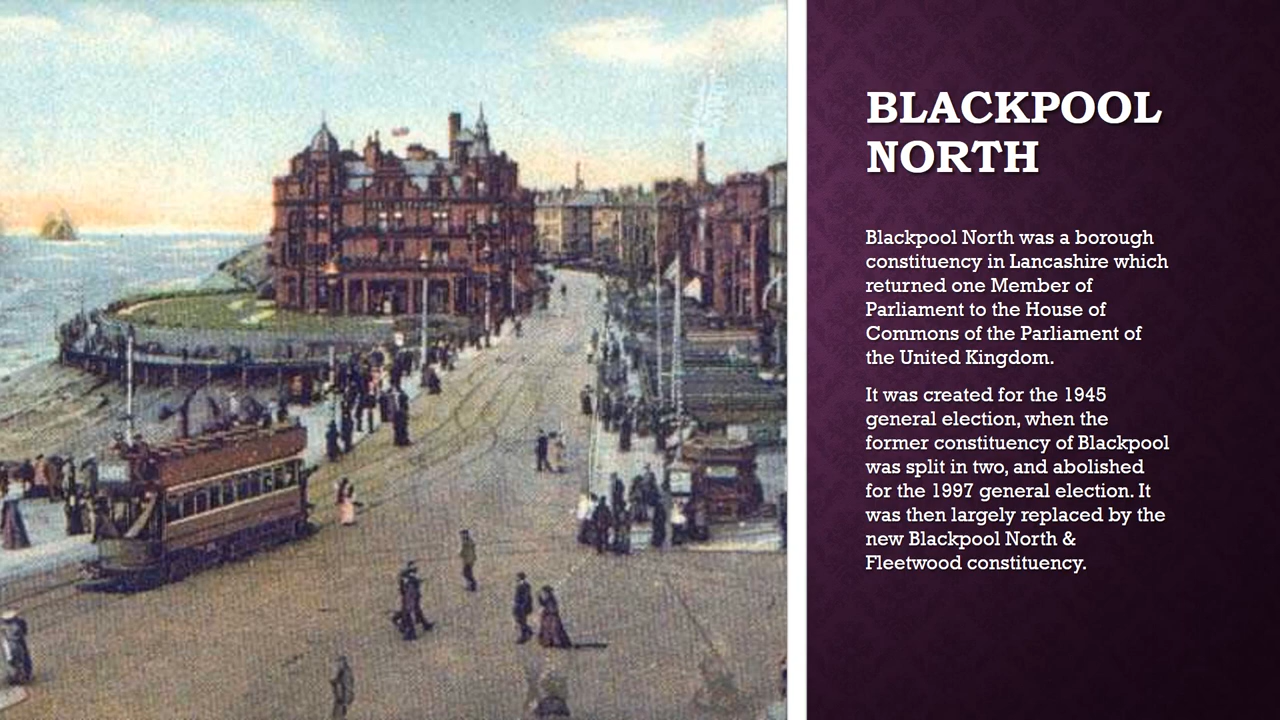 BLACKPOOL
NORTH
Blackpool North was a borough
constituency in Lancashire which
returned one Member of
Parliament to the House of
Commons of the Parliament of
the United Kingdom.
It was created for the 1945
general election, when the
former constituency of Blackpool
was split in two, and abolished
for the 1997 general election. It
was then largely replaced by the
new Blackpool North &
Fleetwood constituency.